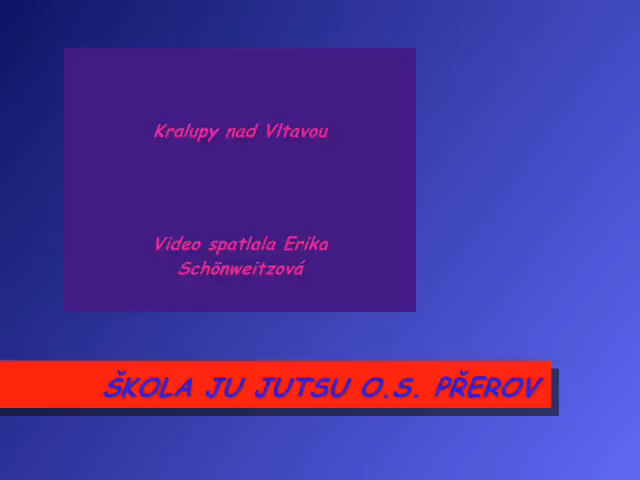 Kralupy nad Vltavou
Video spatlala Erika
Schönweitzová
ŠKOLA JU JUTSU O.S. PŘEROV